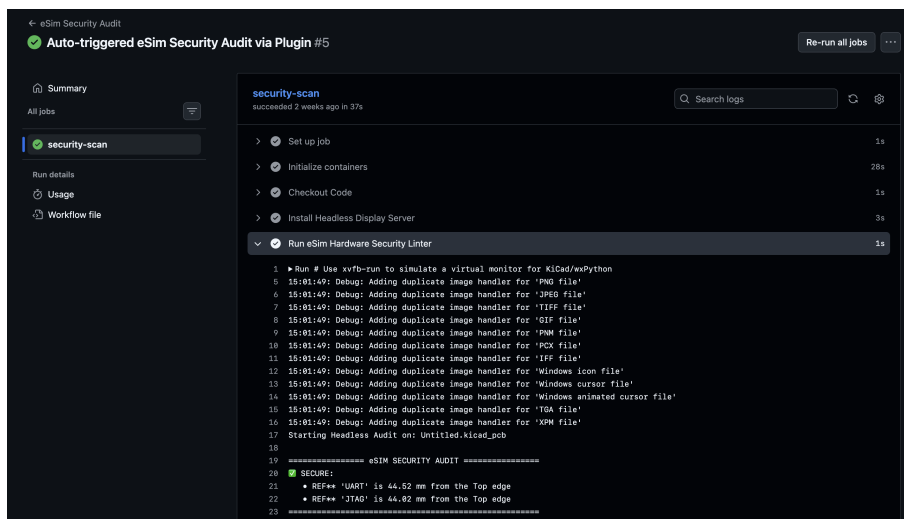 ← eSim Security Audit
Auto-triggered eSim Security Audit via Plugin #5
Re-run all jobs
...
Summary
All jobs
security-scan
Run details
Usage
Workflow file
security-scan
succeeded 2 weeks ago in 37s
Search logs
Set up job 1s
Initialize containers 28s
Checkout Code 1s
Install Headless Display Server 3s
Run eSim Hardware Security Linter 1s
1 ▶ Run # Use xvfb-run to simulate a virtual monitor for KiCad/wxPython
5 15:01:49: Debug: Adding duplicate image handler for 'PNG file'
6 15:01:49: Debug: Adding duplicate image handler for 'JPEG file'
7 15:01:49: Debug: Adding duplicate image handler for 'TIFF file'
8 15:01:49: Debug: Adding duplicate image handler for 'GIF file'
9 15:01:49: Debug: Adding duplicate image handler for 'PNM file'
10 15:01:49: Debug: Adding duplicate image handler for 'PCX file'
11 15:01:49: Debug: Adding duplicate image handler for 'IFF file'
12 15:01:49: Debug: Adding duplicate image handler for 'Windows icon file'
13 15:01:49: Debug: Adding duplicate image handler for 'Windows cursor file'
14 15:01:49: Debug: Adding duplicate image handler for 'Windows animated cursor file'
15 15:01:49: Debug: Adding duplicate image handler for 'TGA file'
16 15:01:49: Debug: Adding duplicate image handler for 'XPM file'
17 Starting Headless Audit on: Untitled.kicad_pcb
18
19 ================ eSIM SECURITY AUDIT ================
20 ✅ SECURE:
21 • REF** 'UART' is 44.52 mm from the Top edge
22 • REF** 'JTAG' is 44.02 mm from the Top edge
23 =====================================================